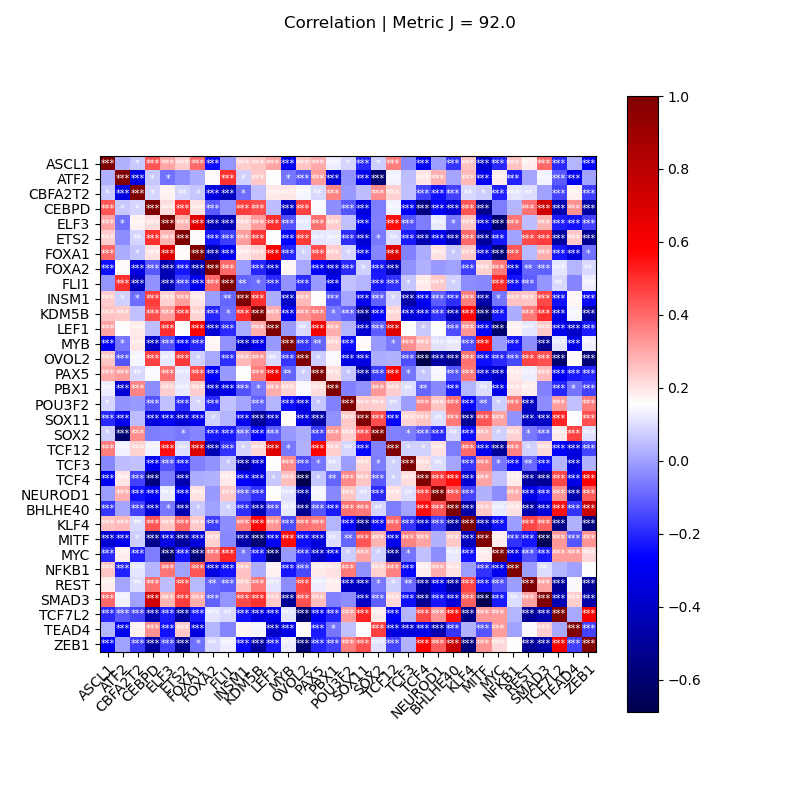 Correlation | Metric J = 92.0
ASCL1
ATF2
CBFA2T2
CEBPD
ELF3
ETS2
FOXA1
FOXA2
FLI1
INSM1
KDM5B
LEF1
MYB
OVOL2
PAX5
PBX1
POU3F2
SOX11
SOX2
TCF12
TCF3
TCF4
NEUROD1
BHLHE40
KLF4
MITF
MYC
NFKB1
REST
SMAD3
TCF7L2
TEAD4
ZEB1
ASCL1
ATF2
CBFA2T2
CEBPD
ELF3
ETS2
FOXA1
FOXA2
FLI1
INSM1
KDM5B
LEF1
MYB
OVOL2
PAX5
PBX1
POU3F2
SOX11
SOX2
TCF12
TCF3
TCF4
NEUROD1
BHLHE40
KLF4
MITF
MYC
NFKB1
REST
SMAD3
TCF7L2
TEAD4
ZEB1
1.0
0.8
0.6
0.4
0.2
0.0
−0.2
−0.4
−0.6